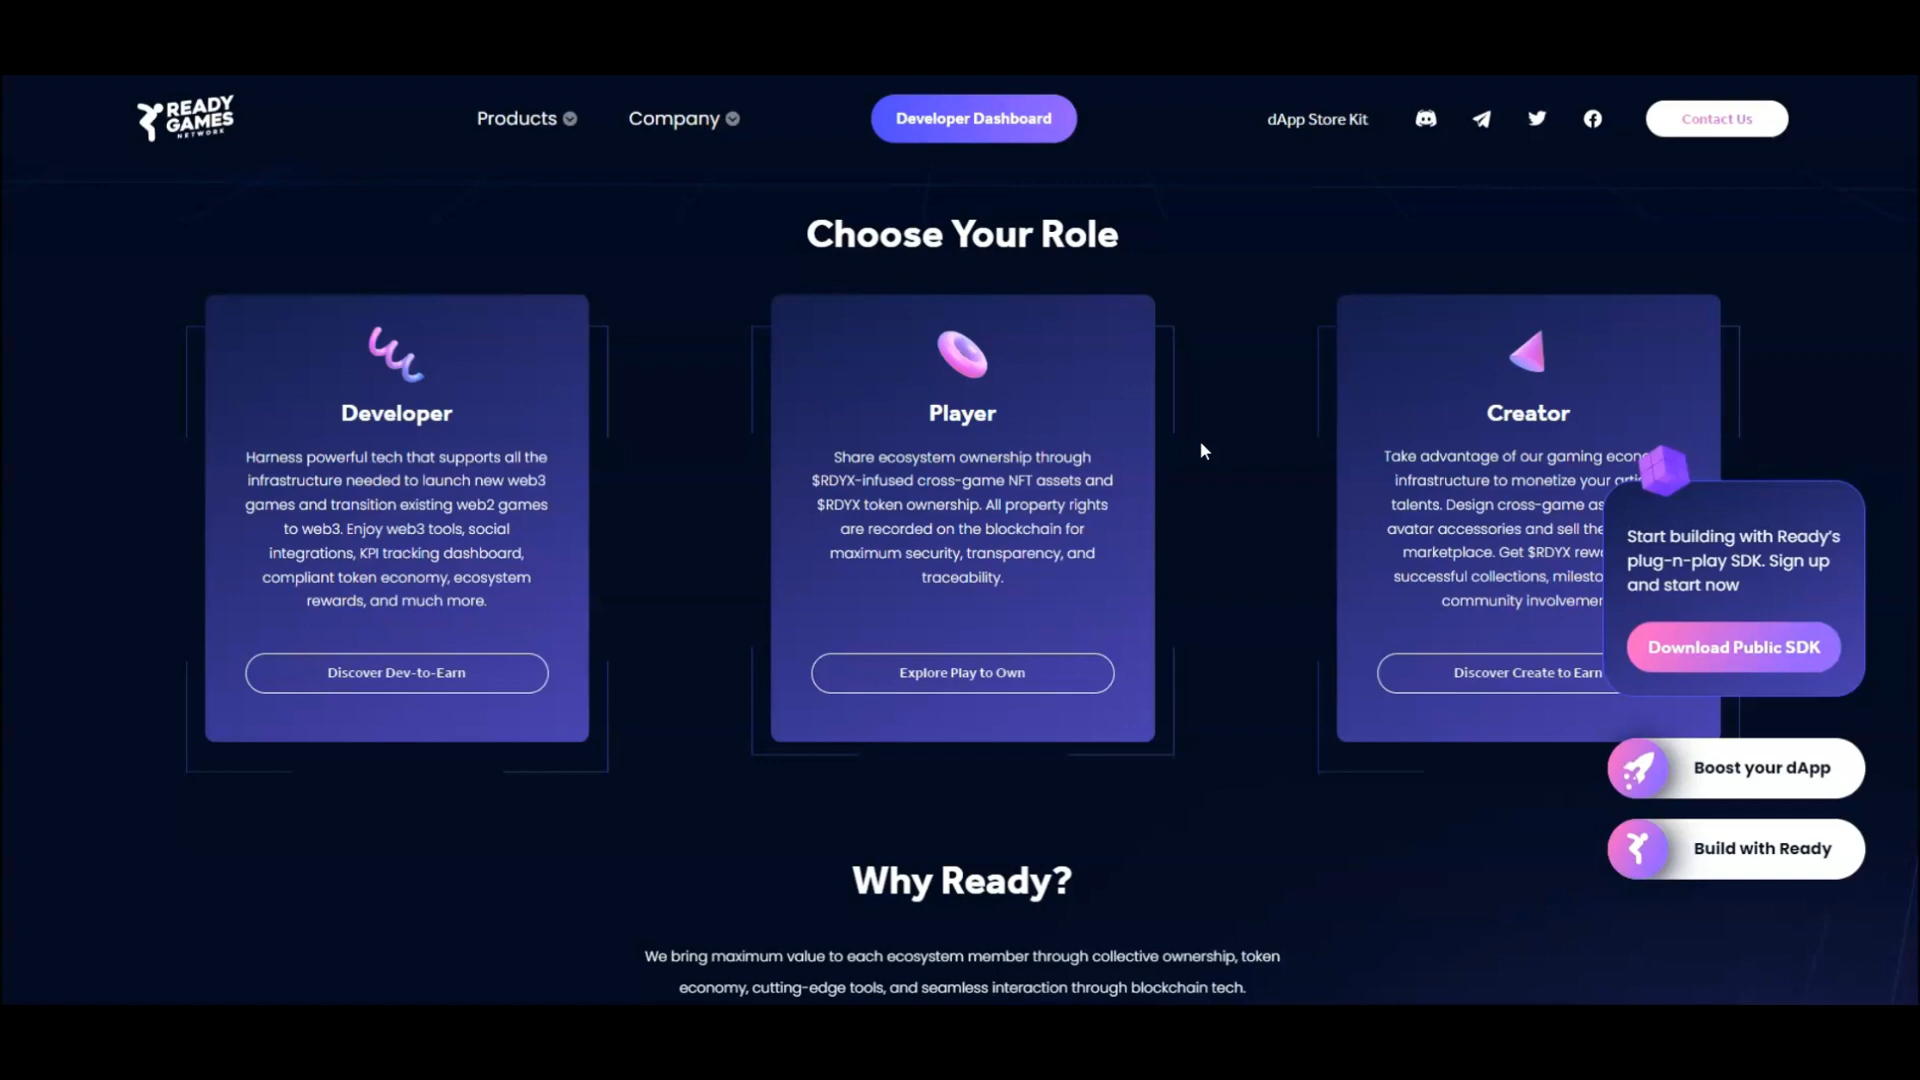 READY
GAMES
NETWORK
Products
Company
Developer Dashboard
dApp Store Kit
Contact Us
Choose Your Role
Developer
Harness powerful tech that supports all the
infrastructure needed to launch new web3
games and transition existing web2 games
to web3. Enjoy web3 tools, social
integrations, KPI tracking dashboard,
compliant token economy, ecosystem
rewards, and much more.
Discover Dev-to-Earn
Player
Share ecosystem ownership through
$RDYX-infused cross-game NFT assets and
$RDYX token ownership. All property rights
are recorded on the blockchain for
maximum security, transparency, and
traceability.
Explore Play to Own
Creator
Take advantage of our gaming
infrastructure to monetize your
talents. Design cross-game
avatar accessories and sell
marketplace. Get $RDYX
successful collections,
community
Discover Create to Earn
Start building with Ready's
plug-n-play SDK. Sign up
and start now
Download Public SDK
Boost your dApp
Build with Ready
Why Ready?
We bring maximum value to each ecosystem member through collective ownership, token
economy, cutting-edge tools, and seamless interaction through blockchain tech.